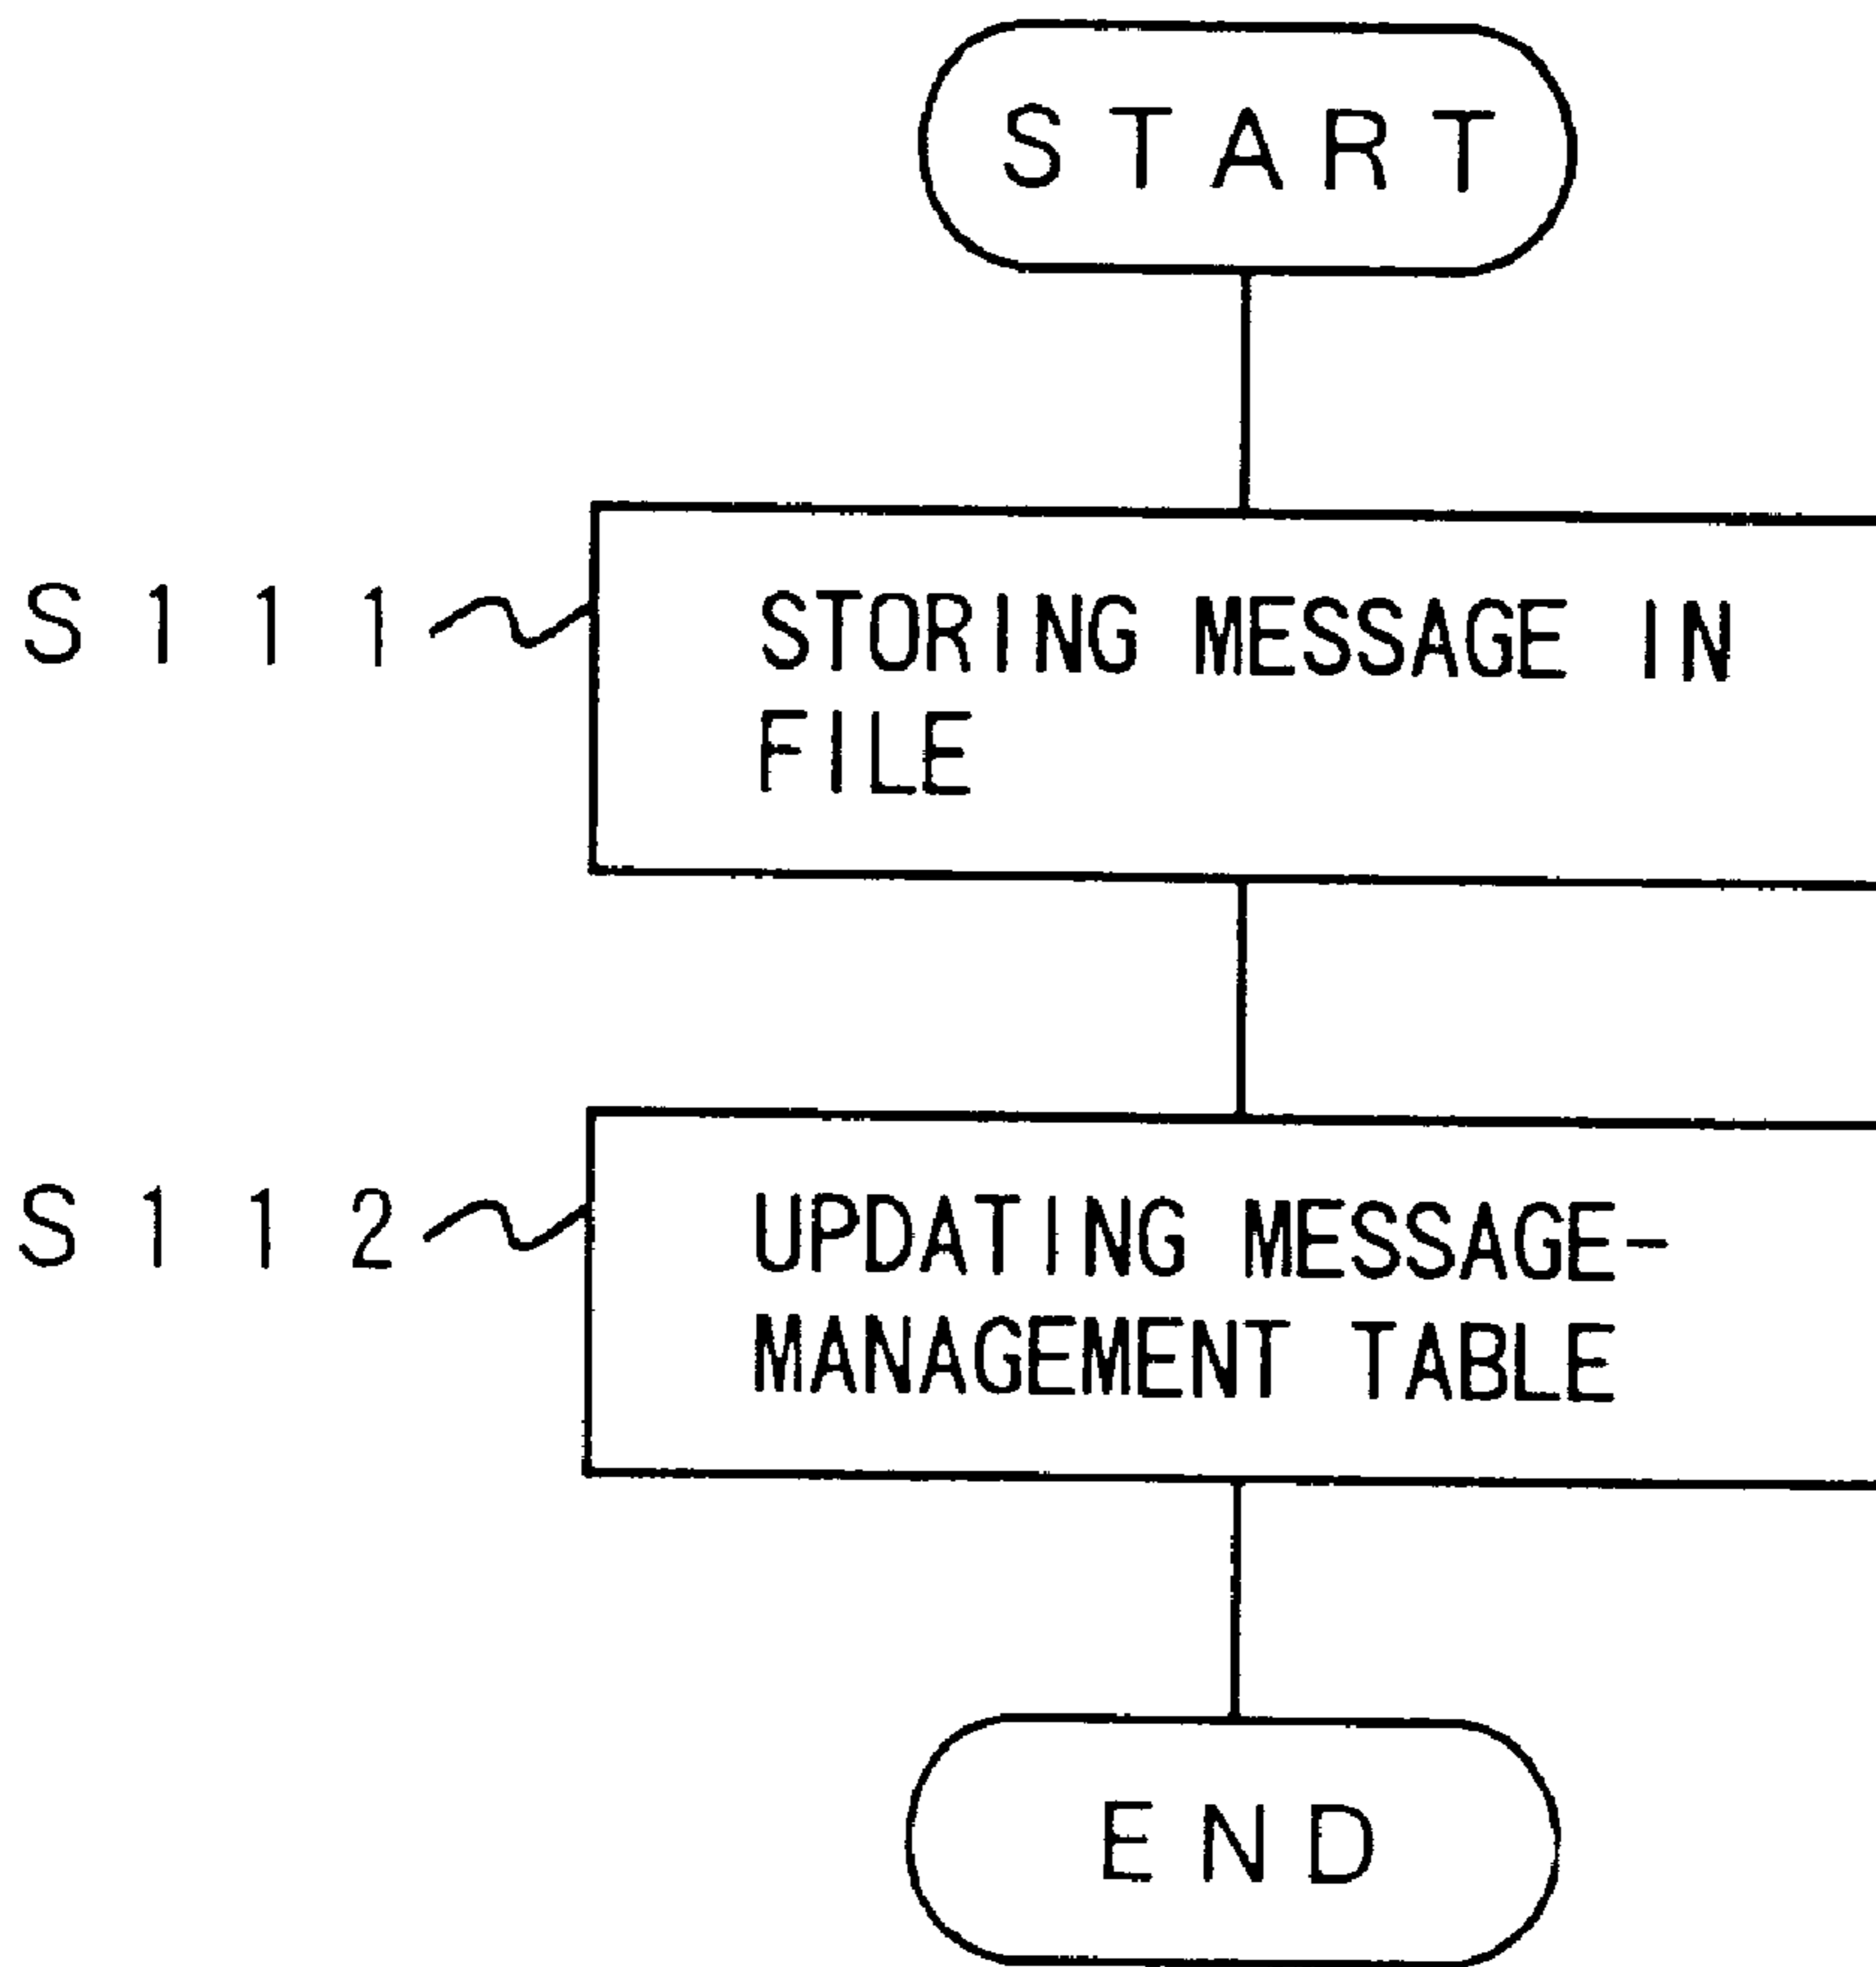 START
S111
STORING MESSAGE IN
FILE
S112
UPDATING MESSAGE-
MANAGEMENT TABLE
END